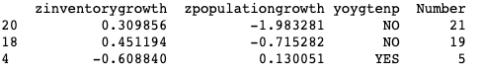 zinventorygrowth zpopulationgrowth yoygtenp Number
20 0.309856 -1.983281 NO 21
18 0.451194 -0.715282 NO 19
4 -0.608840 0.130051 YES 5